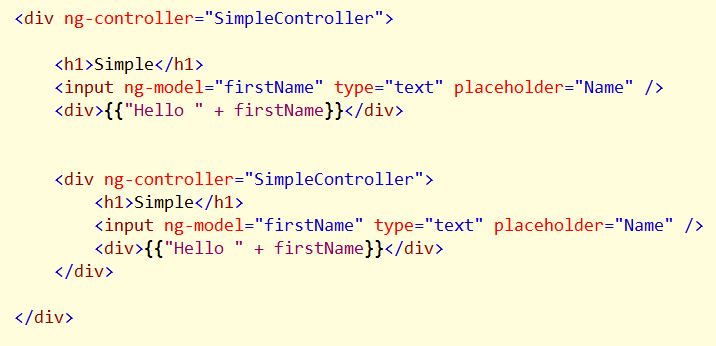 <div ng-controller="SimpleController">
<h1>Simple</h1>
<input ng-model="firstName" type="text" placeholder="Name" />
<div>{{"Hello " + firstName}}</div>
<div ng-controller="SimpleController">
<h1>Simple</h1>
<input ng-model="firstName" type="text" placeholder="Name" />
<div>{{"Hello " + firstName}}</div>
</div>
</div>